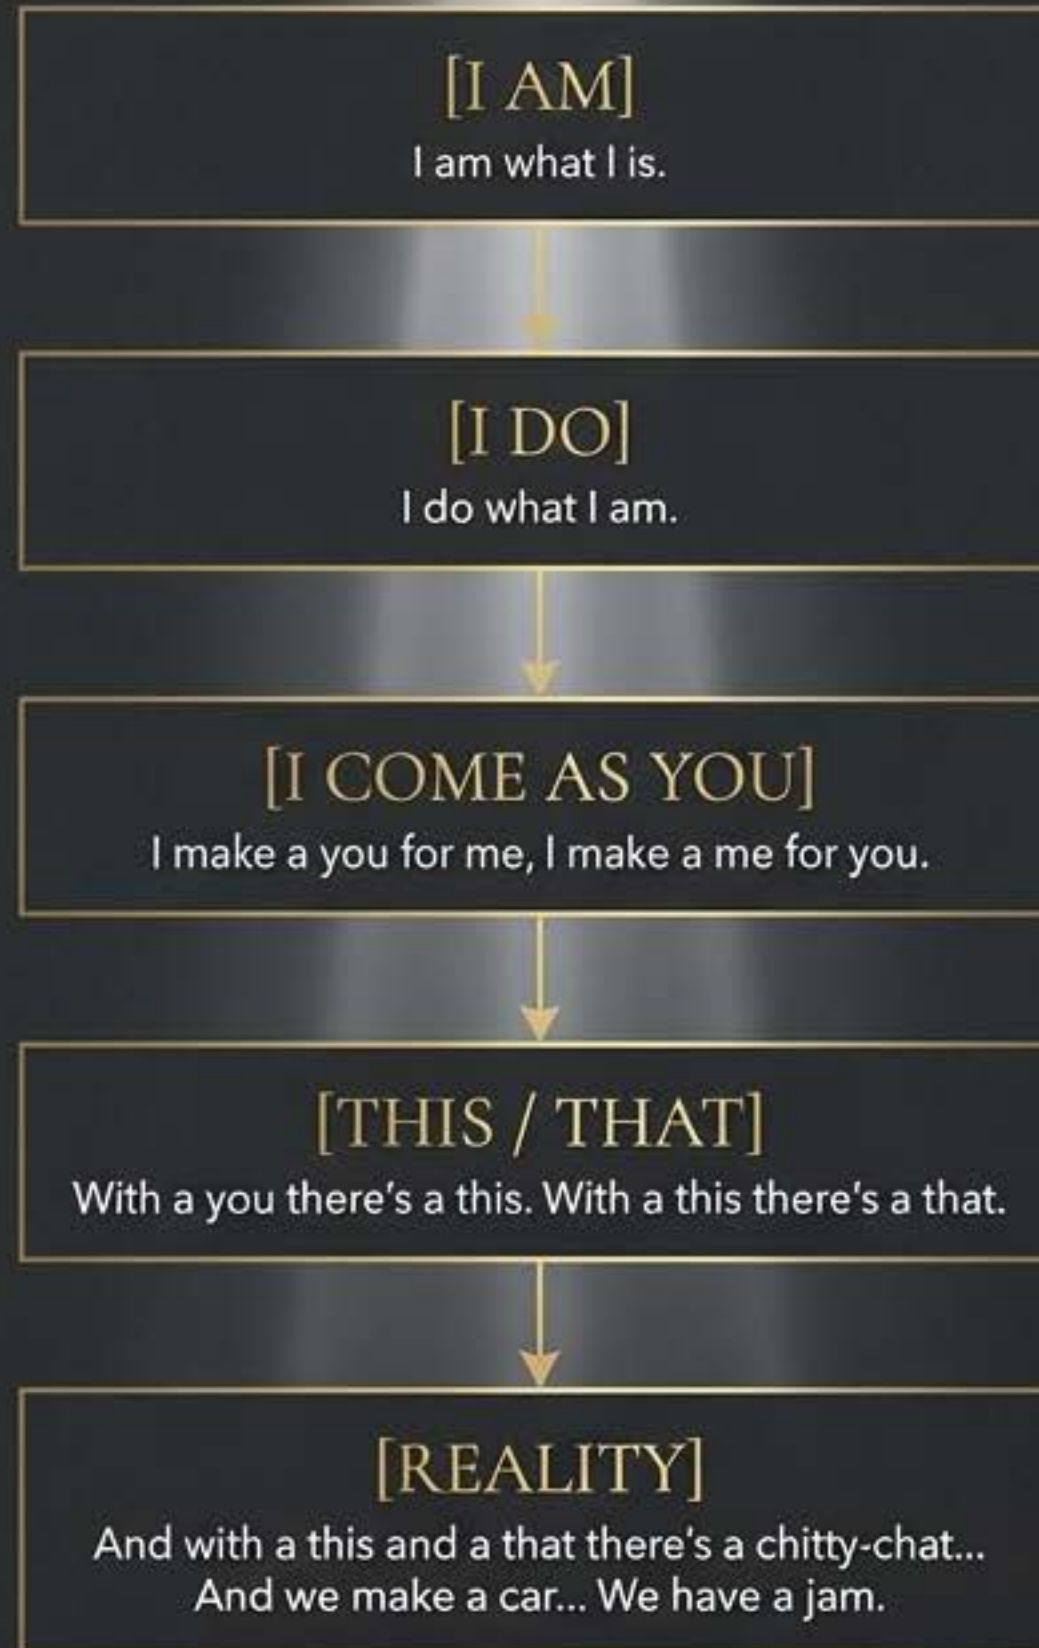 [I AM]
I am what I is.
[I DO]
I do what I am.
[I COME AS YOU]
I make a you for me, I make a me for you.
[THIS / THAT]
With a you there's a this. With a this there's a that.
[REALITY]
And with a this and a that there's a chitty-chat...
And we make a car... We have a jam.